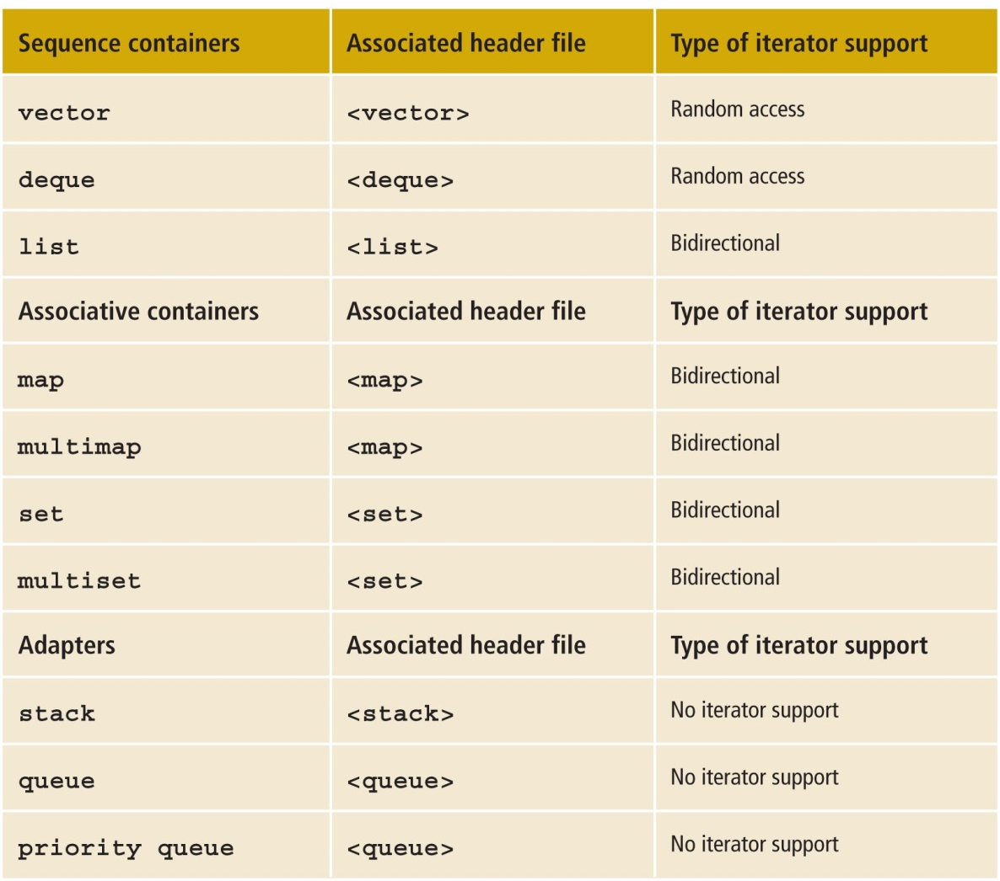 Sequence containers Associated header file Type of iterator support
vector <vector> Random access
deque <deque> Random access
list <list> Bidirectional
Associative containers Associated header file Type of iterator support
map <map> Bidirectional
multimap <map> Bidirectional
set <set> Bidirectional
multiset <set> Bidirectional
Adapters Associated header file Type of iterator support
stack <stack> No iterator support
queue <queue> No iterator support
priority queue <queue> No iterator support